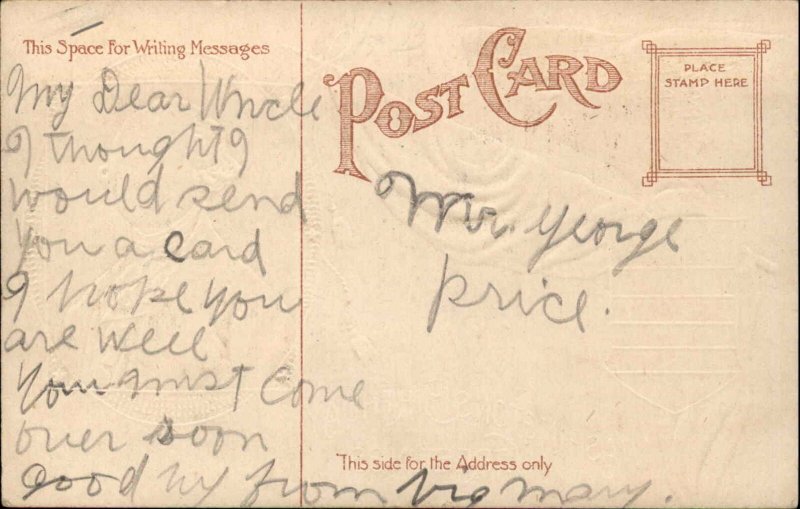 This Space For Writing Messages
My Dear Uncle
I thought I
would send
you a card
I hope you
are well
you must come
over soon
good by from big mary.
POST CARD
PLACE
STAMP HERE
Mr. George
price.
This side for the Address only